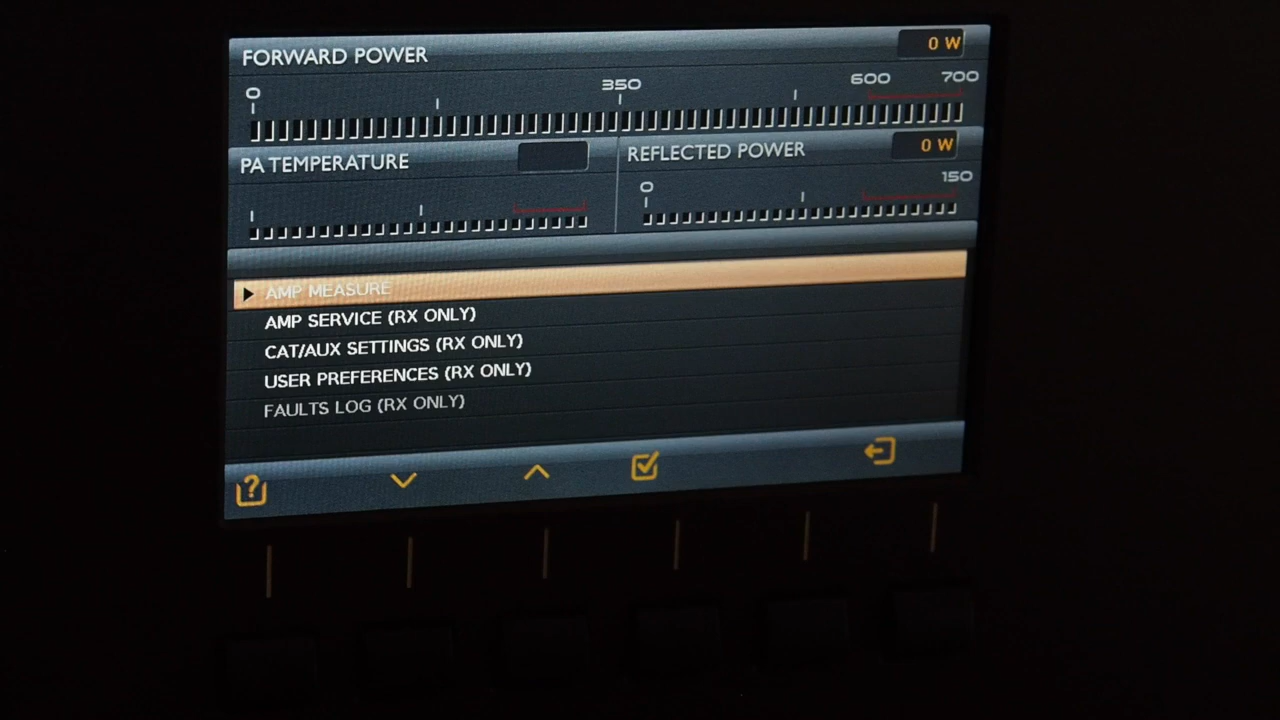 FORWARD POWER
0 W
0 350 600 700
PA TEMPERATURE
REFLECTED POWER
0 W
0 150
AMP MEASURE
AMP SERVICE (RX ONLY)
CAT/AUX SETTINGS (RX ONLY)
USER PREFERENCES (RX ONLY)
FAULTS LOG (RX ONLY)
?